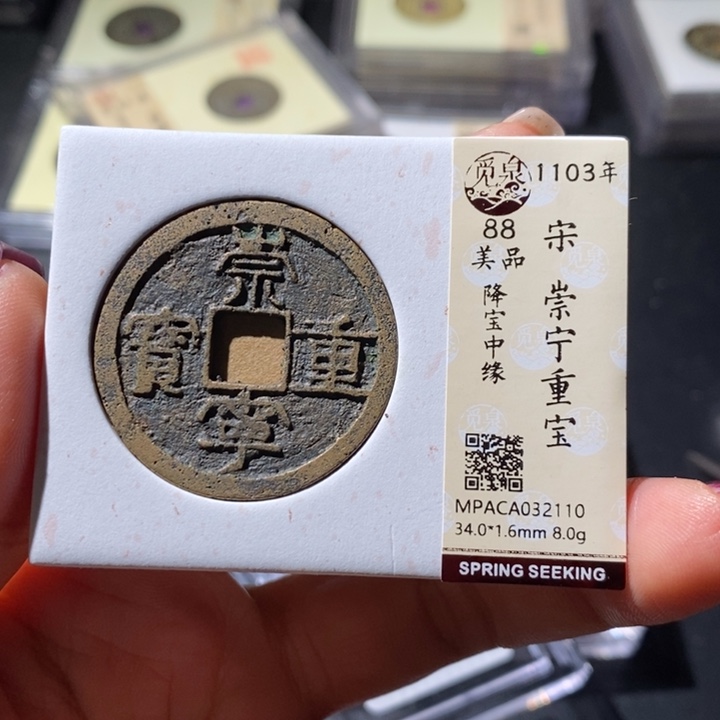 崇
寧
重
寶
觅泉
1103年
宋 崇宁重宝
88
美品
降宝中缘
MPACA032110
34.0*1.6mm 8.0g
SPRING SEEKING